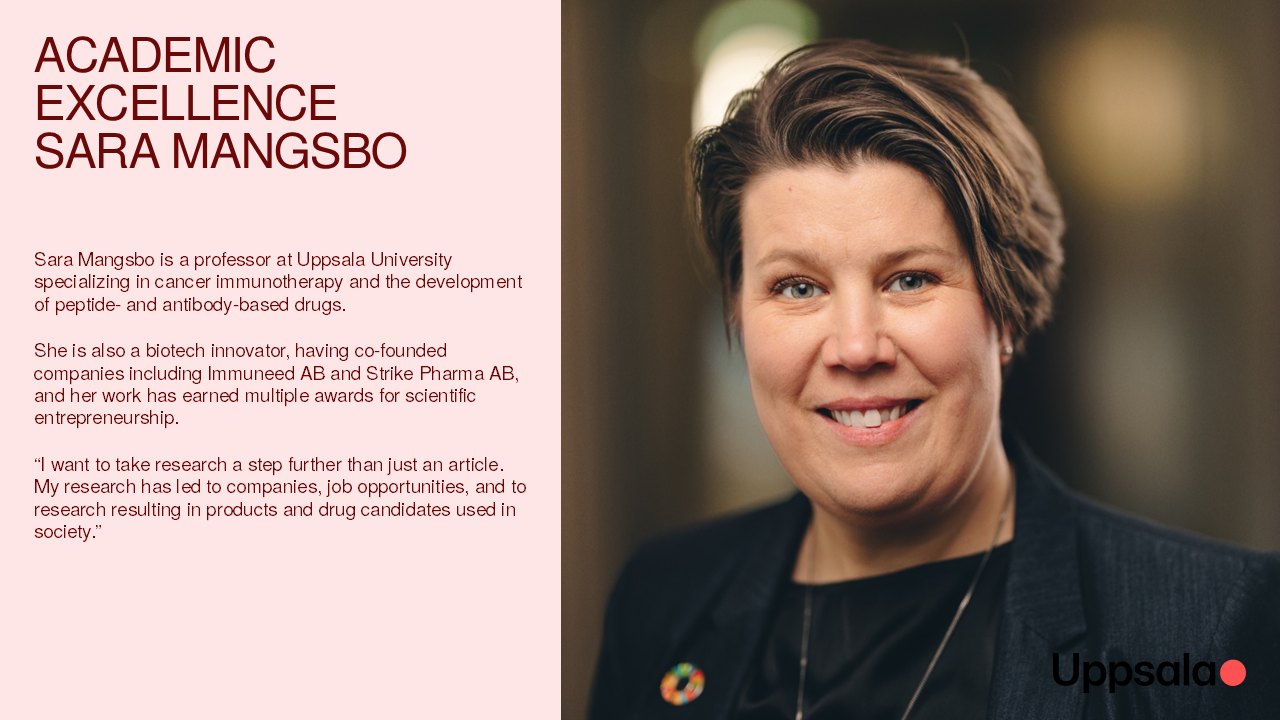 ACADEMIC
EXCELLENCE
SARA MANGSBO
Sara Mangsbo is a professor at Uppsala University
specializing in cancer immunotherapy and the development
of peptide- and antibody-based drugs.
She is also a biotech innovator, having co-founded
companies including Immuneed AB and Strike Pharma AB,
and her work has earned multiple awards for scientific
entrepreneurship.
“I want to take research a step further than just an article.
My research has led to companies, job opportunities, and to
research resulting in products and drug candidates used in
society.”
Uppsala